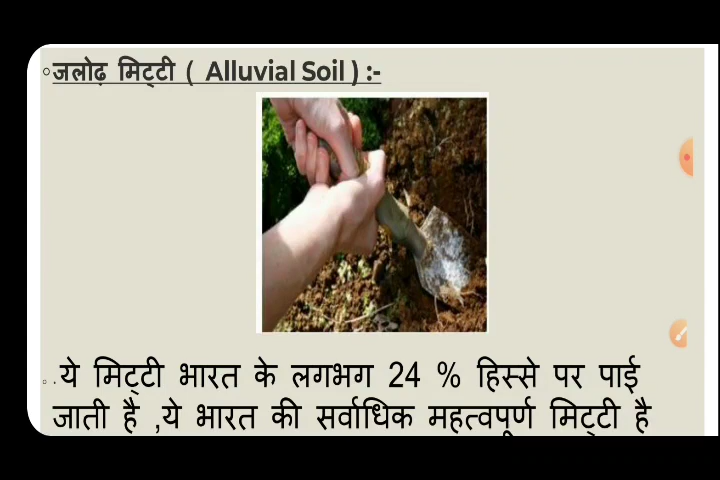 जलोढ़ मिट्टी ( Alluvial Soil ) :-
ये मिट्टी भारत के लगभग 24 % हिस्से पर पाई
जाती है ,ये भारत की सर्वाधिक महत्वपूर्ण मिट्टी है